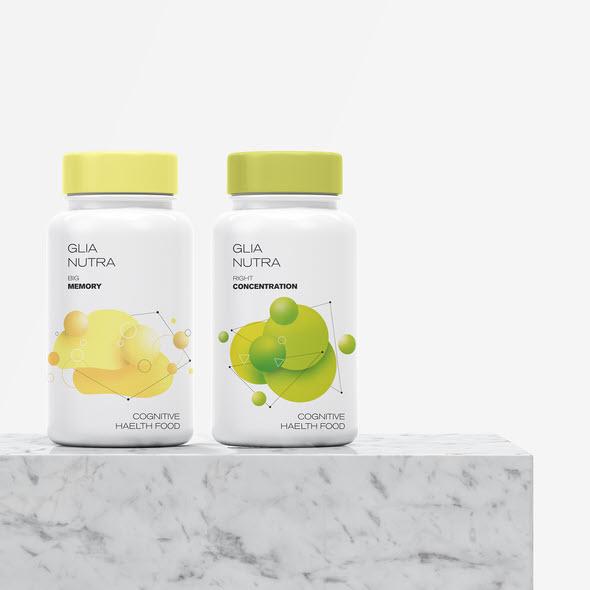 GLIA
NUTRA
BIG
MEMORY
COGNITIVE
HAELTH FOOD
GLIA
NUTRA
RIGHT
CONCENTRATION
COGNITIVE
HAELTH FOOD